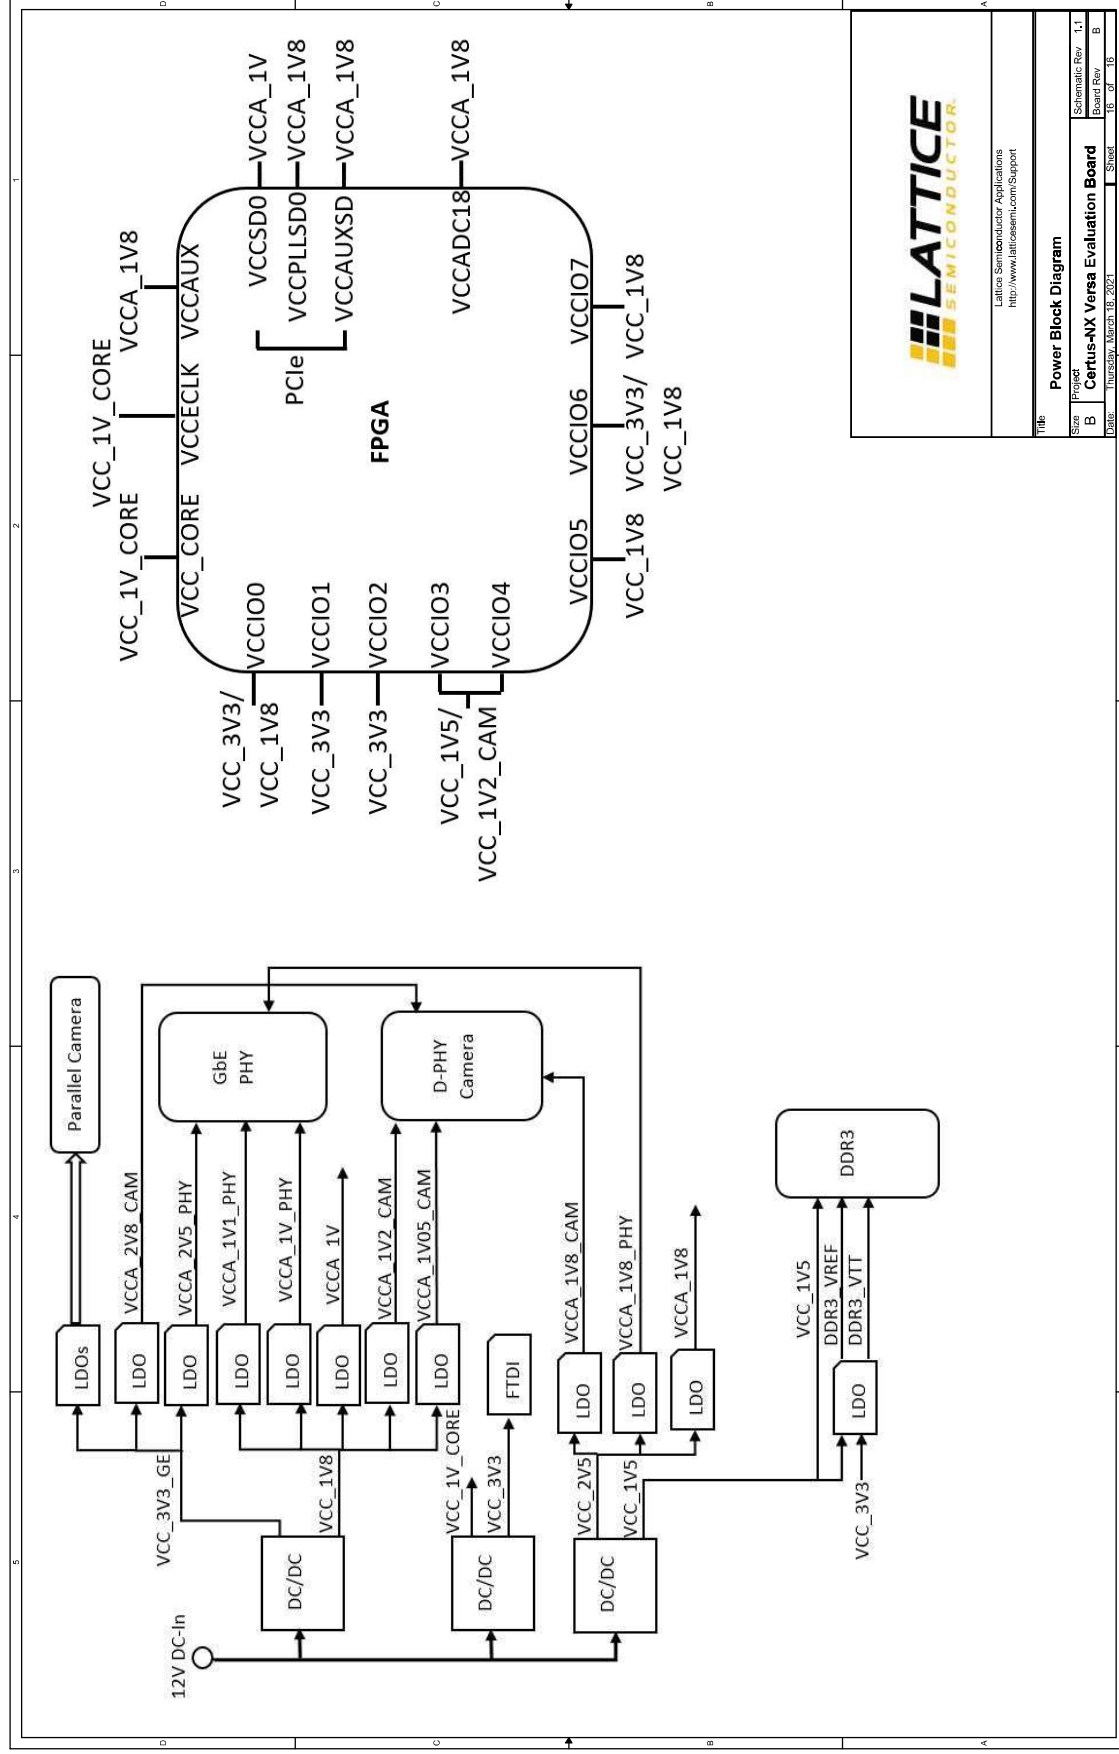 5
4
3
2
1
D
D
C
C
B
B
A
A
12V DC-In
DC/DC
DC/DC
DC/DC
VCC_3V3_GE
VCC_1V8
VCC_1V_CORE
VCC_3V3
VCC_2V5
VCC_1V5
VCC_3V3
LDOs
LDO
LDO
LDO
LDO
LDO
LDO
LDO
FTDI
LDO
LDO
LDO
LDO
VCCA_2V8_CAM
VCCA_2V5_PHY
VCCA_1V1_PHY
VCCA_1V_PHY
VCCA_1V
VCCA_1V2_CAM
VCCA_1V05_CAM
VCCA_1V8_CAM
VCCA_1V8_PHY
VCCA_1V8
VCC_1V5
DDR3_VREF
DDR3_VTT
Parallel Camera
GbE
PHY
D-PHY
Camera
DDR3
VCC_1V_CORE
VCC_1V_CORE
VCCA_1V8
VCC_CORE
VCCECLK
VCCAUX
VCC_3V3/
VCC_1V8
VCCIO0
VCC_3V3
VCCIO1
VCC_3V3
VCCIO2
VCC_1V5/
VCC_1V2_CAM
VCCIO3
VCCIO4
FPGA
PCIe
VCCSD0
VCCA_1V
VCCPLLSD0
VCCA_1V8
VCCAUXSD
VCCA_1V8
VCCADC18
VCCA_1V8
VCCIO5
VCCIO6
VCCIO7
VCC_1V8
VCC_3V3/
VCC_1V8
VCC_1V8
LATTICE
SEMICONDUCTOR.
Lattice Semiconductor Applications
http://www.latticesemi.com/Support
Title
Power Block Diagram
Size
B
Project
Certus-NX Versa Evaluation Board
Schematic Rev
1.1
Board Rev
B
Date:
Thursday, March 18, 2021
Sheet
16
of
16